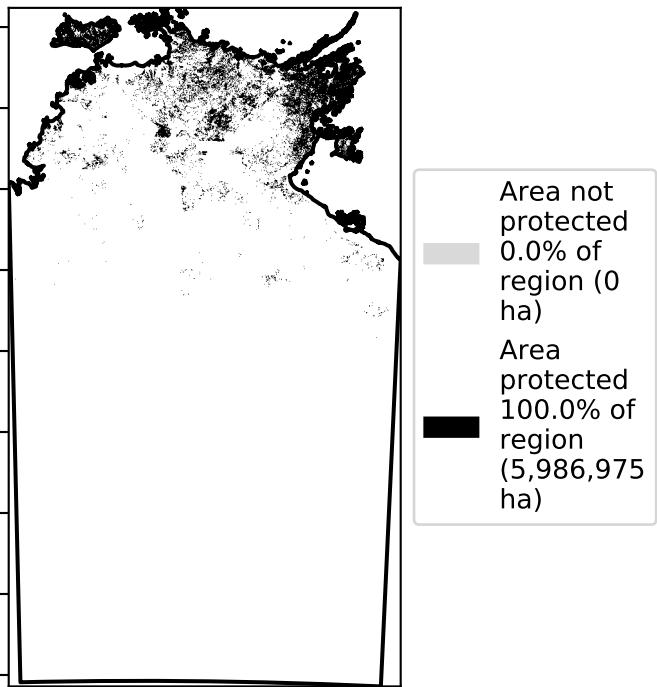 Area not
protected
0.0% of
region (0
ha)
Area
protected
100.0% of
region
(5,986,975
ha)